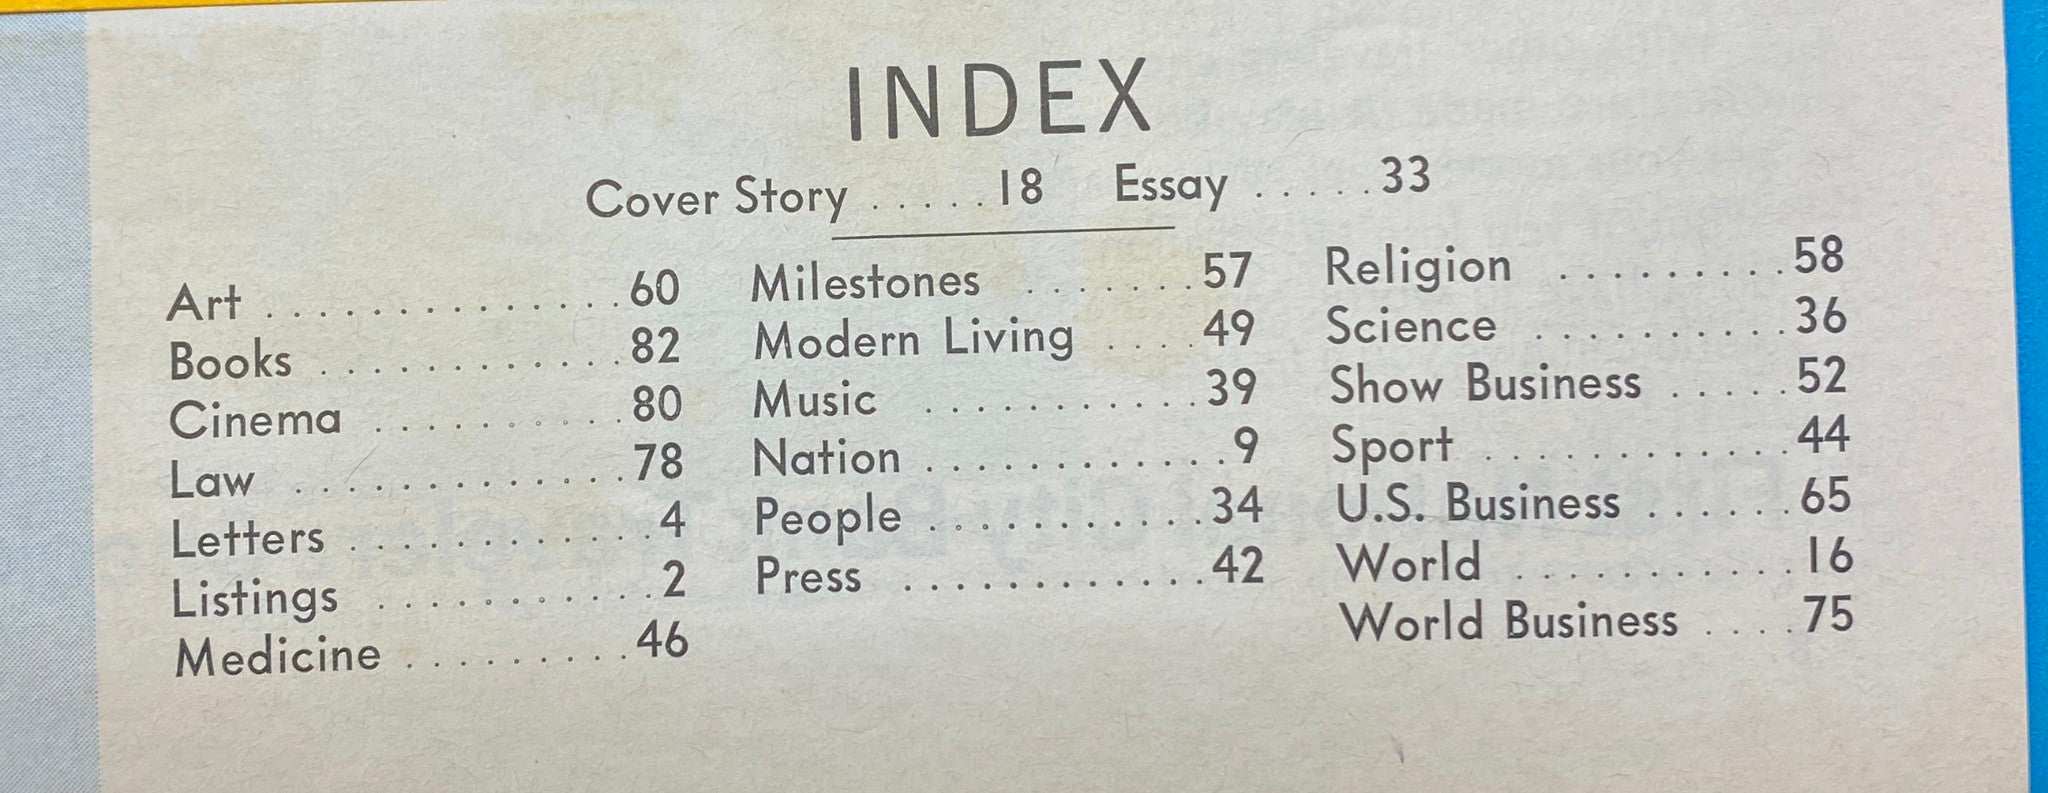 INDEX
Cover Story . . . . . 18 Essay . . . . . 33
Art . . . . . . . . . . . . . . 60
Books . . . . . . . . . . . . 82
Cinema . . . . . . . . . . 80
Law . . . . . . . . . . . . . 78
Letters . . . . . . . . . . . . 4
Listings . . . . . . . . . . . 2
Medicine . . . . . . . . . 46
Milestones . . . . . . . 57
Modern Living . . . . 49
Music . . . . . . . . . . . 39
Nation . . . . . . . . . . . . 9
People . . . . . . . . . . . 34
Press . . . . . . . . . . . . 42
Religion . . . . . . . . . 58
Science . . . . . . . . . . 36
Show Business . . . . . 52
Sport . . . . . . . . . . . . 44
U.S. Business . . . . . . 65
World . . . . . . . . . . . 16
World Business . . . . 75